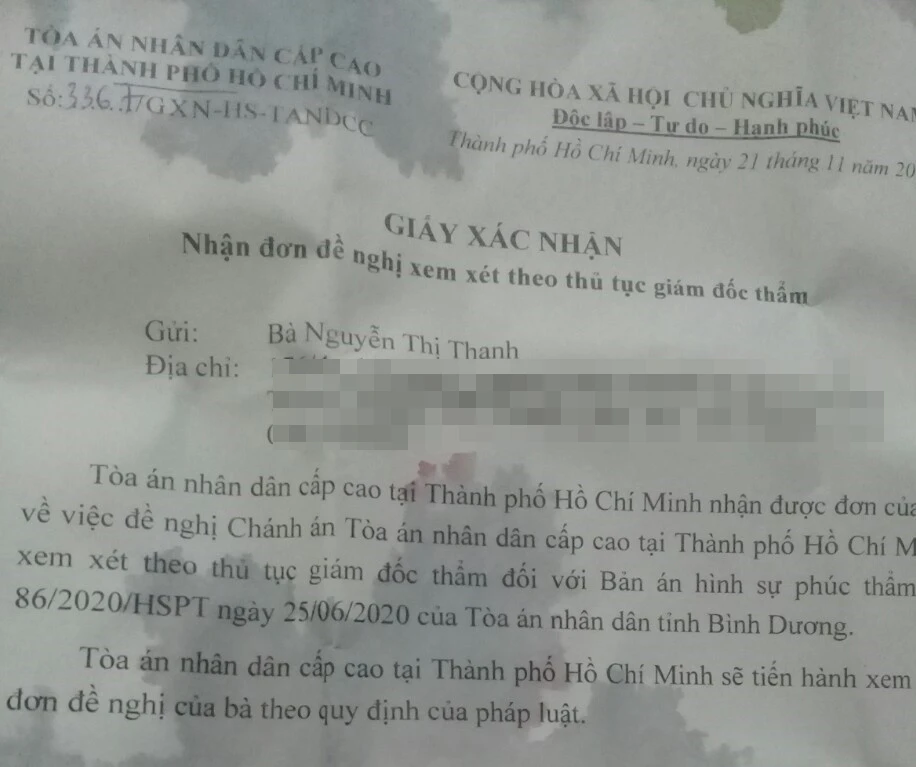 TÒA ÁN NHÂN DÂN CẤP CAO
TẠI THÀNH PHỐ HỒ CHÍ MINH
Số: /GXN-HS-TANDCC
CỘNG HÒA XÃ HỘI CHỦ NGHĨA VIỆT NAM
Độc lập – Tự do – Hạnh phúc
Thành phố Hồ Chí Minh, ngày 21 tháng 11 năm 20
GIẤY XÁC NHẬN
Nhận đơn đề nghị xem xét theo thủ tục giám đốc thẩm
Gửi: Bà Nguyễn Thị Thanh
Địa chỉ:
Tòa án nhân dân cấp cao tại Thành phố Hồ Chí Minh nhận được đơn của
về việc đề nghị Chánh án Tòa án nhân dân cấp cao tại Thành phố Hồ Chí M
xem xét theo thủ tục giám đốc thẩm đối với Bản án hình sự phúc thẩm
86/2020/HSPT ngày 25/06/2020 của Tòa án nhân dân tỉnh Bình Dương.
Tòa án nhân dân cấp cao tại Thành phố Hồ Chí Minh sẽ tiến hành xem
đơn đề nghị của bà theo quy định của pháp luật.